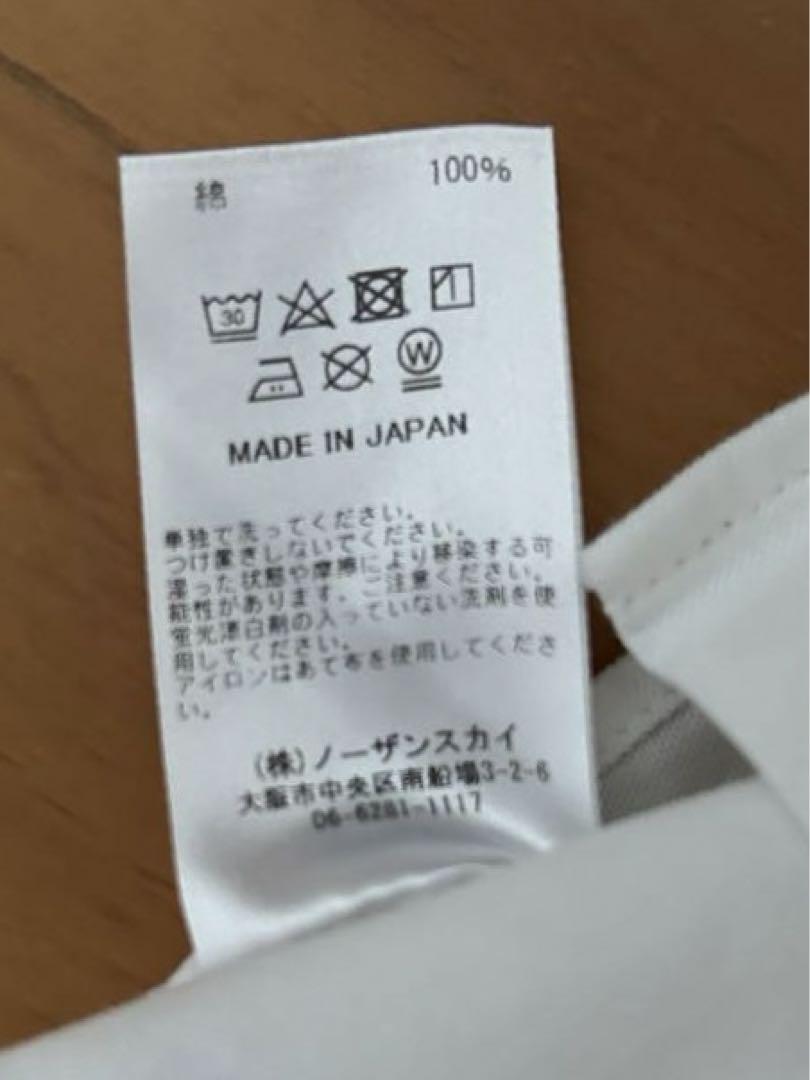 綿 100%
30
W
MADE IN JAPAN
単独で洗ってください。
つけ置きしないでください。
湿った状態や摩擦により移染する可
能性があります。ご注意ください。
蛍光漂白剤の入っていない洗剤を使
用してください。
アイロンはあて布を使用してくださ
い。
(株)ノーザンスカイ
大阪市中央区南船場3-2-6
06-6281-1117